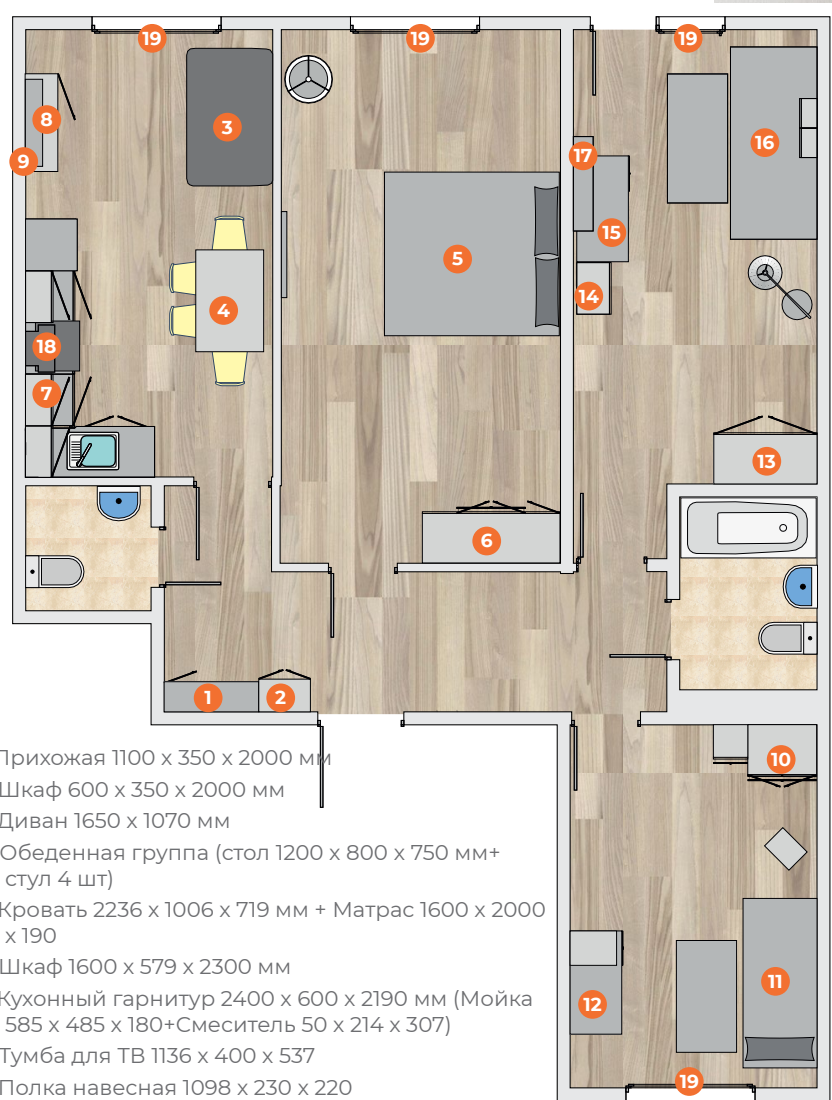 19
19
19
3
8
9
17
16
15
5
14
4
18
7
13
6
1
2
Прихожая 1100 x 350 x 2000 мм
10
Шкаф 600 x 350 x 2000 мм
Диван 1650 x 1070 мм
Обеденная группа (стол 1200 x 800 x 750 мм+
стул 4 шт)
Кровать 2236 x 1006 x 719 мм + Матрас 1600 x 2000
x 190
Шкаф 1600 x 579 x 2300 мм
11
Кухонный гарнитур 2400 x 600 x 2190 мм (Мойка
585 x 485 x 180+Смеситель 50 x 214 x 307)
12
Тумба для ТВ 1136 x 400 x 537
19
Полка навесная 1098 x 230 x 220